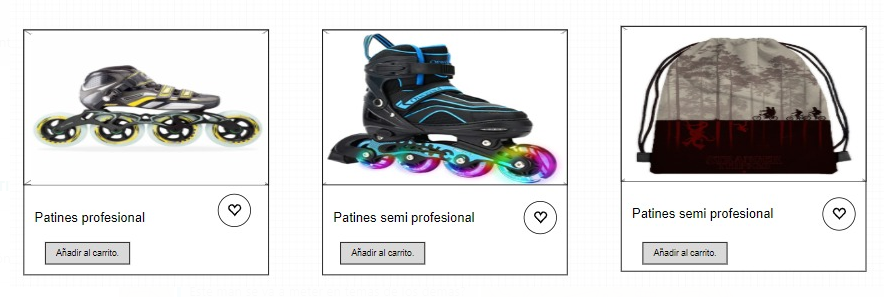 Patines profesional
Añadir al carrito.
Patines semi profesional
Añadir al carrito.
Patines semi profesional
Añadir al carrito.